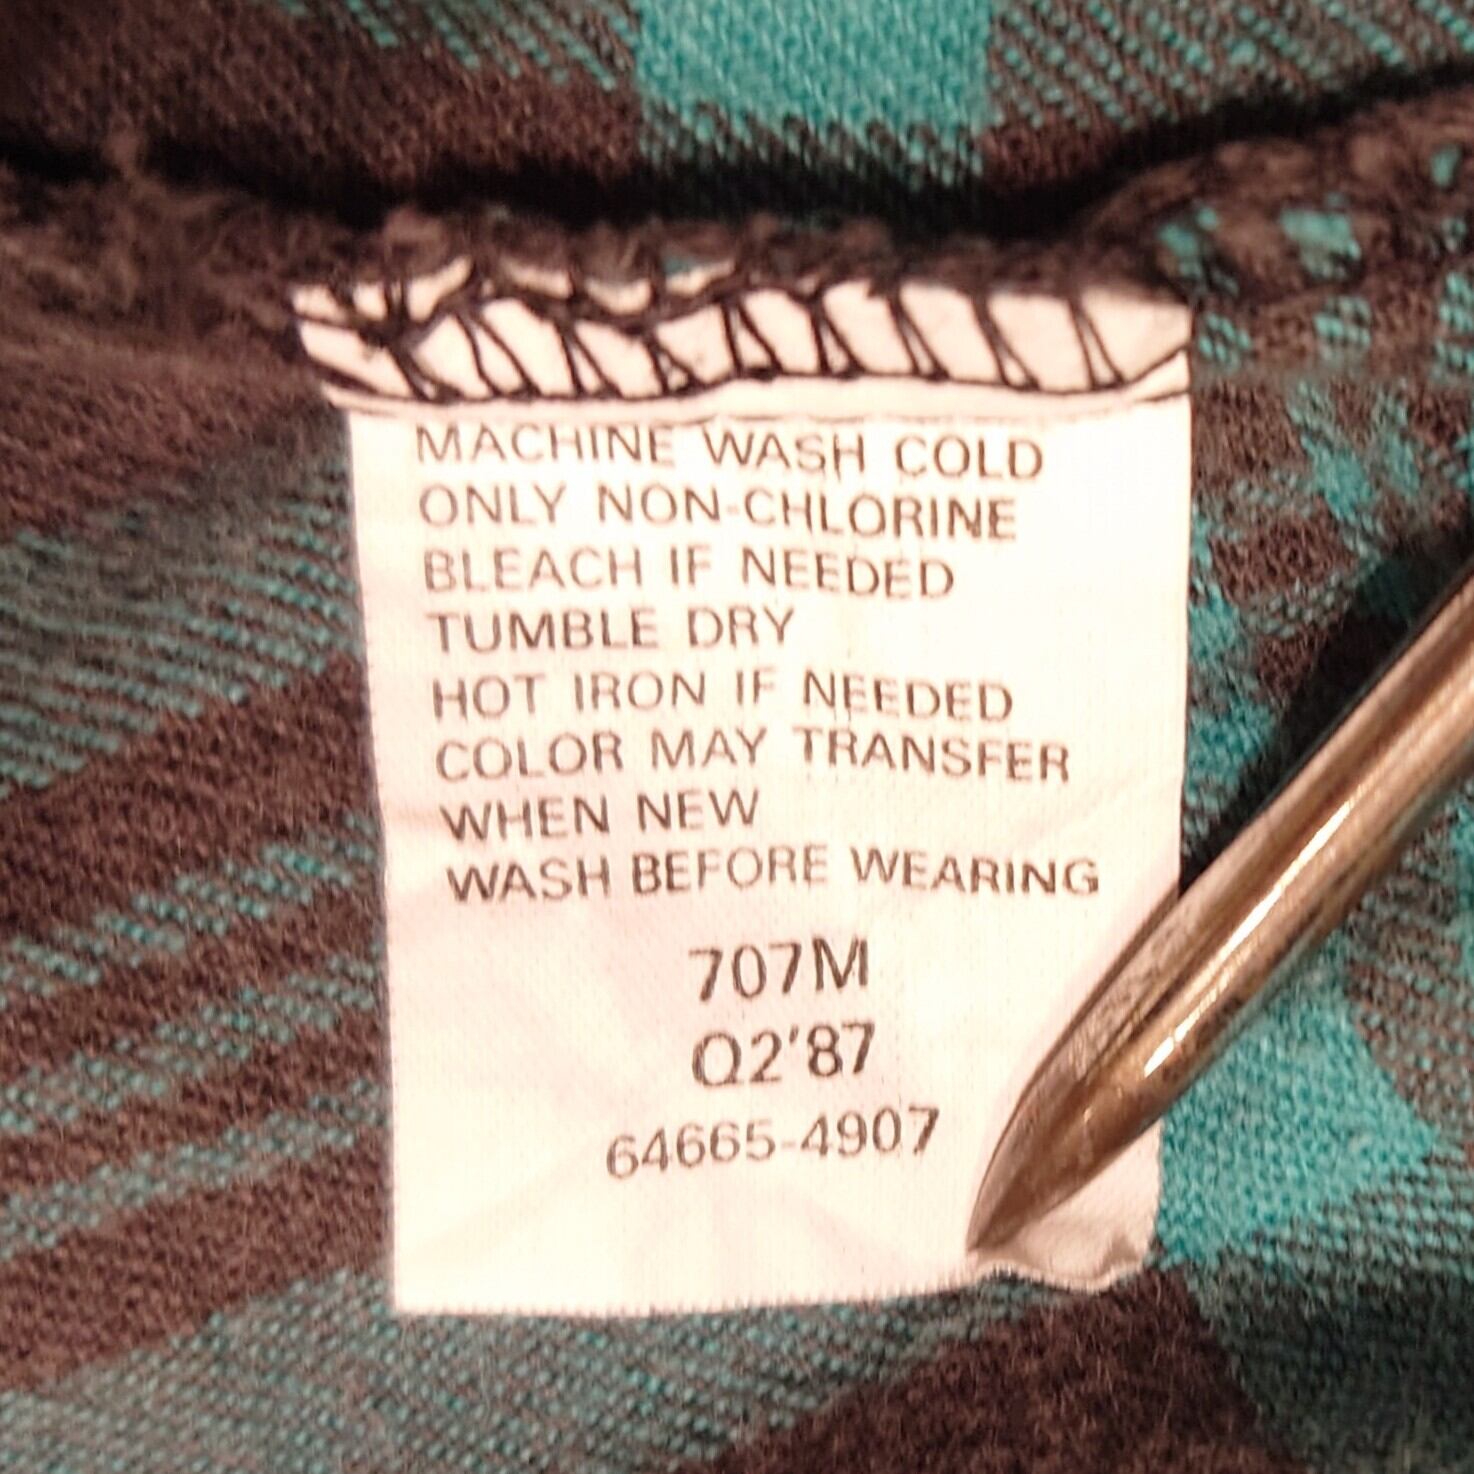 MACHINE WASH COLD
ONLY NON-CHLORINE
BLEACH IF NEEDED
TUMBLE DRY
HOT IRON IF NEEDED
COLOR MAY TRANSFER
WHEN NEW
WASH BEFORE WEARING
707M
Q2'87
64665-4907